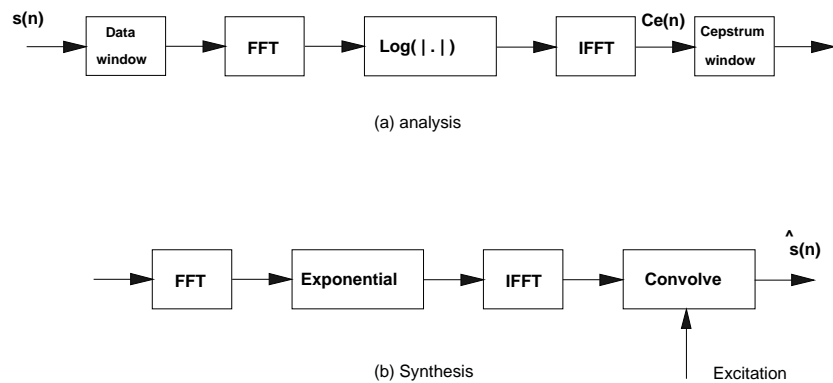 s(n)
Data
window
FFT
Log(|.|)
IFFT
Ce(n)
Cepstrum
window
(a) analysis
FFT
Exponential
IFFT
Convolve
^
s(n)
(b) Synthesis
Excitation